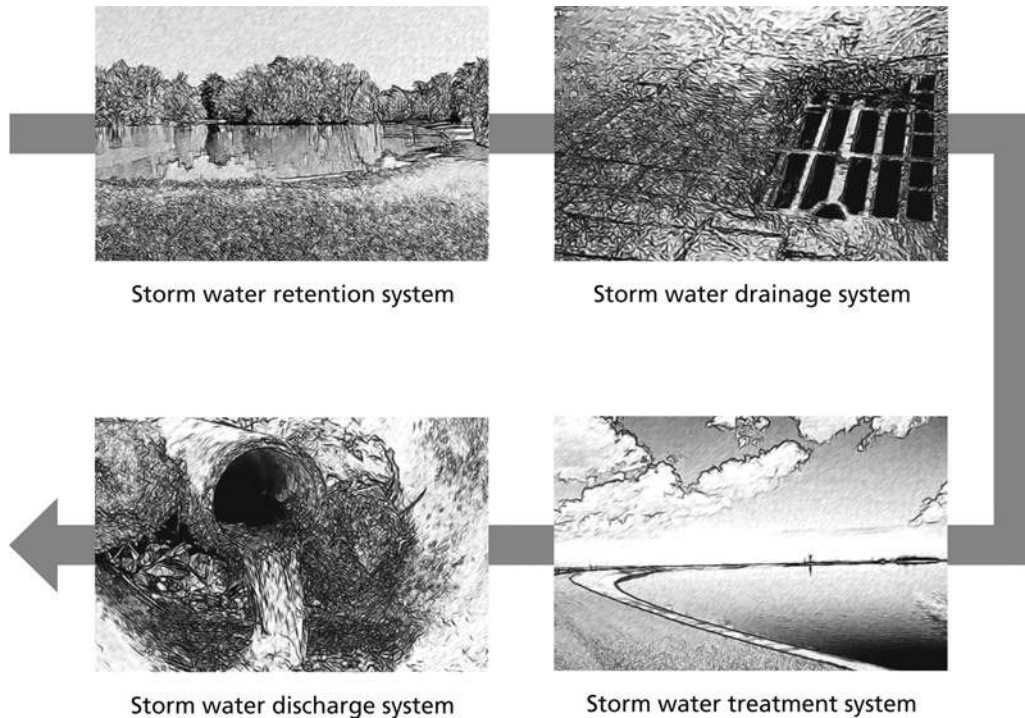 Storm water retention system
Storm water drainage system
Storm water discharge system
Storm water treatment system